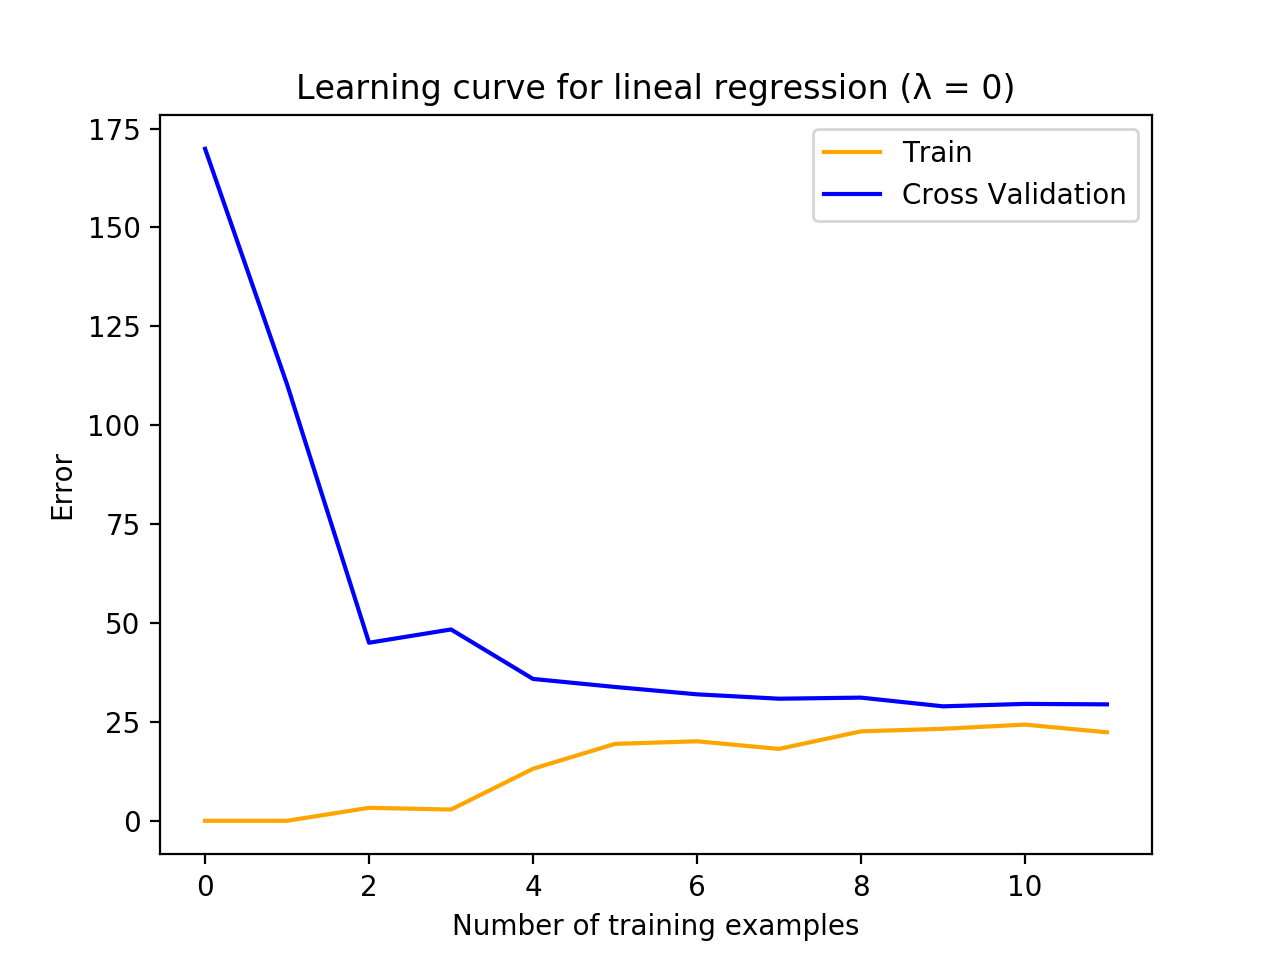 Learning curve for lineal regression (λ = 0)
175
150
125
100
75
50
25
0
Error
Train
Cross Validation
0 2 4 6 8 10
Number of training examples